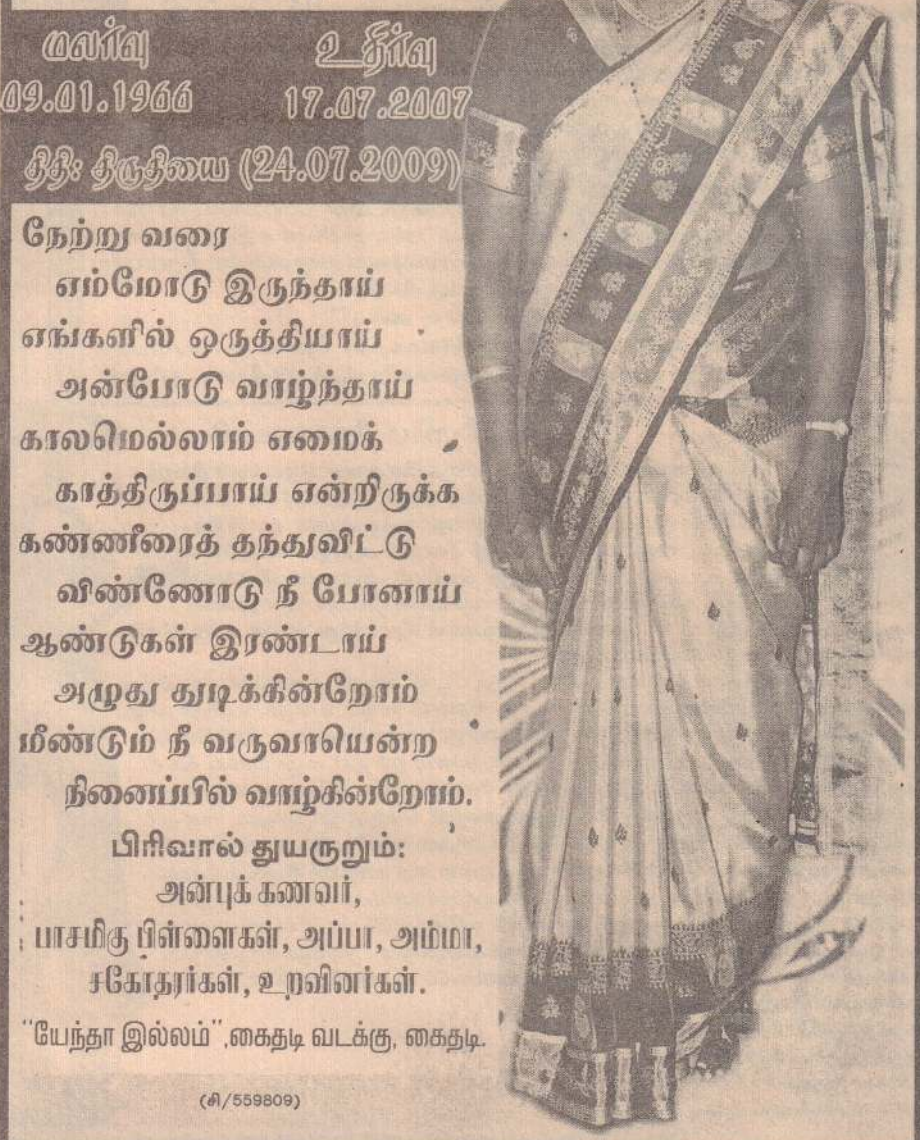 மலர்வு உதிர்வு
09.01.1966 17.07.2007
திதி: திருதியை (24.07.2009)
நேற்று வரை
எம்மோடு இருந்தாய்
எங்களில் ஒருத்தியாய்
அன்போடு வாழ்ந்தாய்
காலமெல்லாம் எமைக்
காத்திருப்பாய் என்றிருக்க
கண்ணீரைத் தந்துவிட்டு
விண்ணோடு நீ போனாய்
ஆண்டுகள் இரண்டாய்
அழுது துடிக்கின்றோம்
மீண்டும் நீ வருவாயென்ற
நினைப்பில் வாழ்கின்றோம்.
பிரிவால் துயருறும்:
அன்புக் கணவர்,
பாசமிகு பிள்ளைகள், அப்பா, அம்மா,
சகோதரர்கள், உறவினர்கள்.
"யேந்தா இல்லம்",கைதடி வடக்கு, கைதடி.
(சி/559809)